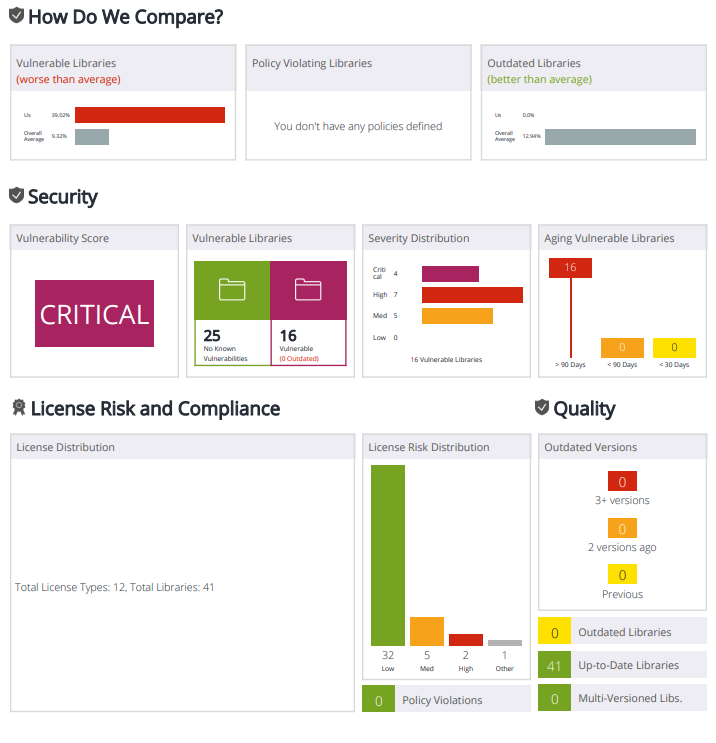 How Do We Compare?
Vulnerable Libraries
(worse than average)
Us 39.02%
Overall
Average 9.32%
Policy Violating Libraries
You don't have any policies defined
Outdated Libraries
(better than average)
Us 0.0%
Overall
Average 12.94%
Security
Vulnerability Score
CRITICAL
Vulnerable Libraries
25
No Known
Vulnerabilities
16
Vulnerable
(0 Outdated)
Severity Distribution
Criti
cal 4
High 7
Med 5
Low 0
16 Vulnerable Libraries
Aging Vulnerable Libraries
16 0 0
> 90 Days < 90 Days < 30 Days
License Risk and Compliance
License Distribution
Total License Types: 12, Total Libraries: 41
License Risk Distribution
32 5 2 1
Low Med High Other
0 Policy Violations
Quality
Outdated Versions
0
3+ versions
0
2 versions ago
0
Previous
0 Outdated Libraries
41 Up-to-Date Libraries
0 Multi-Versioned Libs.